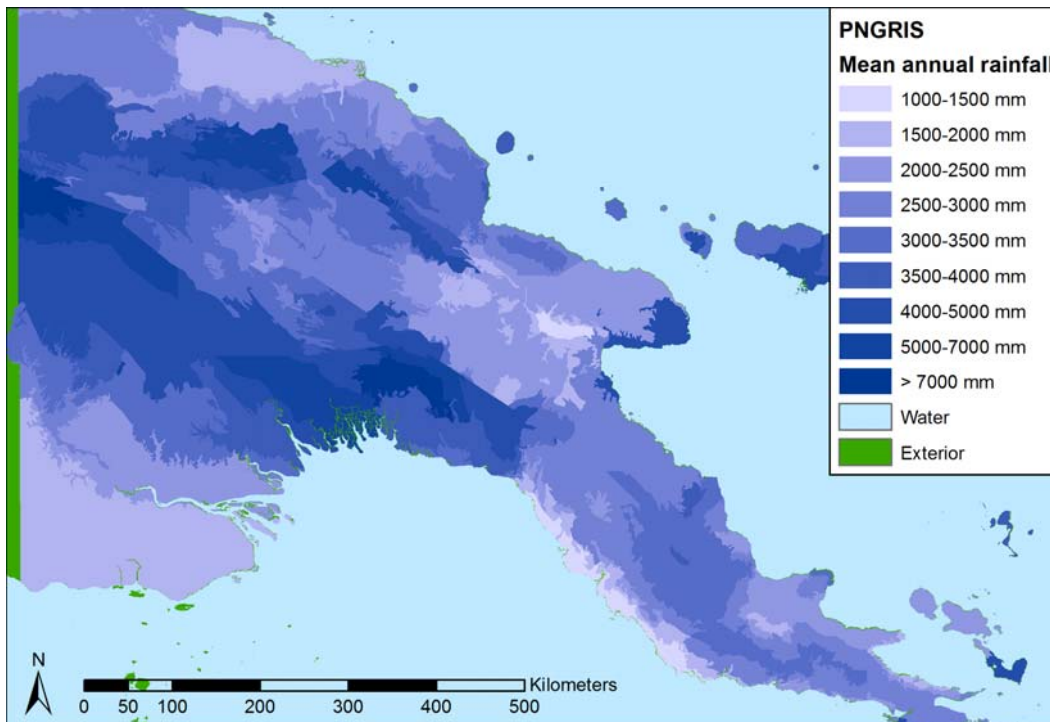 PNGRIS
Mean annual rainfall
1000-1500 mm
1500-2000 mm
2000-2500 mm
2500-3000 mm
3000-3500 mm
3500-4000 mm
4000-5000 mm
5000-7000 mm
> 7000 mm
Water
Exterior
N
Kilometers
0 50 100 200 300 400 500